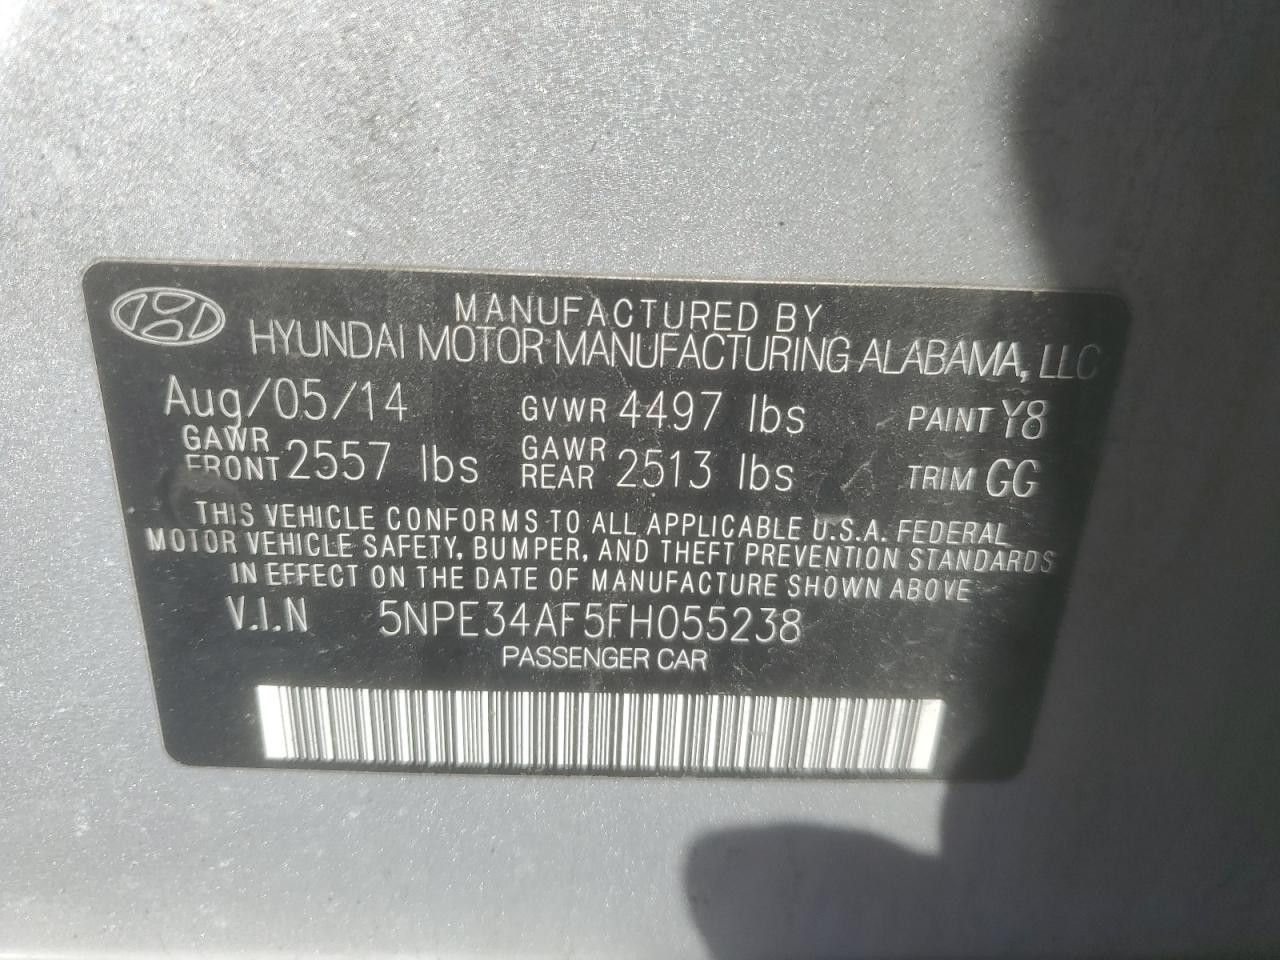 MANUFACTURED BY
HYUNDAI MOTOR MANUFACTURING ALABAMA, LLC
Aug/05/14 GVWR 4497 lbs PAINT Y8
GAWR FRONT 2557 lbs GAWR REAR 2513 lbs TRIM GG
THIS VEHICLE CONFORMS TO ALL APPLICABLE U.S.A. FEDERAL
MOTOR VEHICLE SAFETY, BUMPER, AND THEFT PREVENTION STANDARDS
IN EFFECT ON THE DATE OF MANUFACTURE SHOWN ABOVE
V.I.N 5NPE34AF5FH055238
PASSENGER CAR